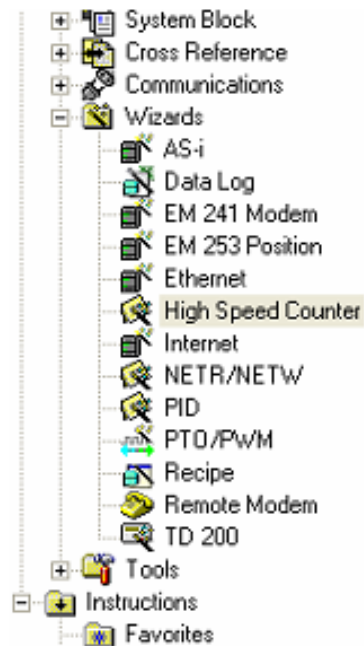 System Block
Cross Reference
Communications
Wizards
AS-i
Data Log
EM 241 Modem
EM 253 Position
Ethernet
High Speed Counter
Internet
NETR/NETW
PID
PTO/PWM
Recipe
Remote Modem
TD 200
Tools
Instructions
Favorites